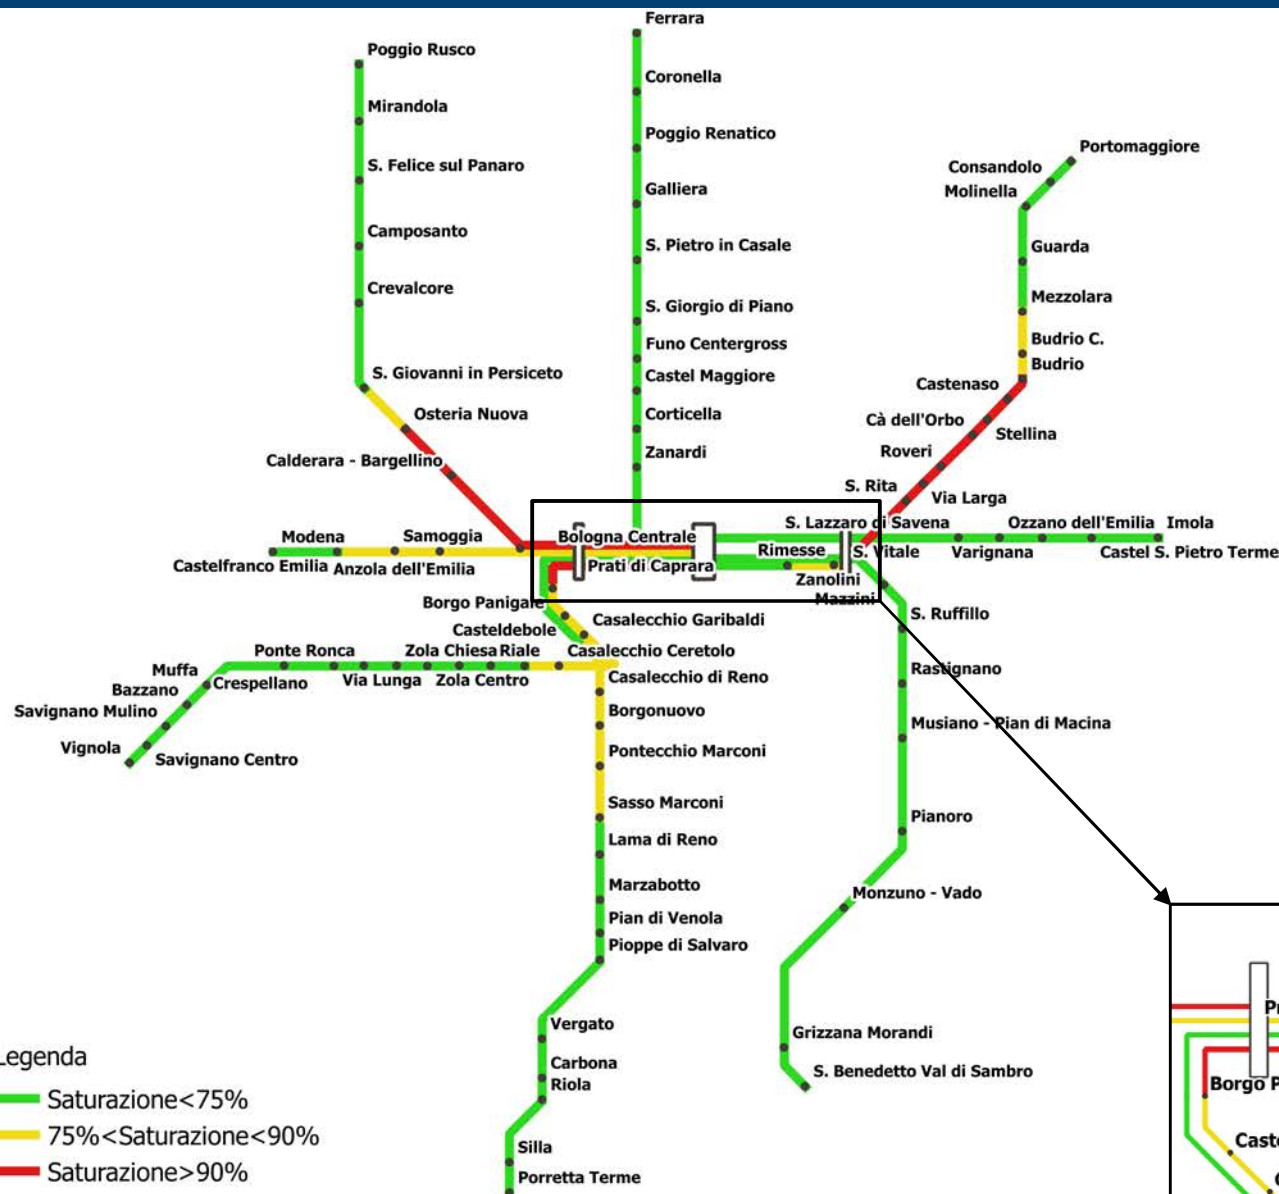 Ferrara
Poggio Rusco
Coronella
Mirandola
Poggio Renatico
Portomaggiore
Consandolo
S. Felice sul Panaro
Galliera
Molinella
Camposanto
S. Pietro in Casale
Guarda
Crevalcore
Mezzolara
S. Giorgio di Piano
Budrio C.
Funo Centergross
Budrio
S. Giovanni in Persiceto
Castel Maggiore
Castenaso
Osteria Nuova
Corticella
Cà dell'Orbo
Stellina
Zanardi
Roveri
Calderara - Bargellino
S. Rita
Via Larga
S. Lazzaro di Savena
Ozzano dell'Emilia
Imola
Modena
Samoggia
Bologna Centrale
Rimesse
S. Vitale
Varignana
Castel S. Pietro Terme
Castelfranco Emilia
Anzola dell'Emilia
Prati di Caprara
Zanolini
Mazzini
Borgo Panigale
S. Ruffillo
Casalecchio Garibaldi
Casteldebole
Ponte Ronca
Zola Chiesa
Riale
Casalecchio Ceretolo
Muffa
Rastignano
Crespellano
Via Lunga
Zola Centro
Casalecchio di Reno
Bazzano
Savignano Mulino
Borgonuovo
Musiano - Pian di Macina
Vignola
Savignano Centro
Pontecchio Marconi
Sasso Marconi
Pianoro
Lama di Reno
Marzabotto
Monzuno - Vado
Pian di Venola
Pioppe di Salvaro
Vergato
Grizzana Morandi
Carbona
S. Benedetto Val di Sambro
Riola
Silla
Porretta Terme
Legenda
Saturazione<75%
75%<Saturazione<90%
Saturazione>90%
Borgo P
Caste